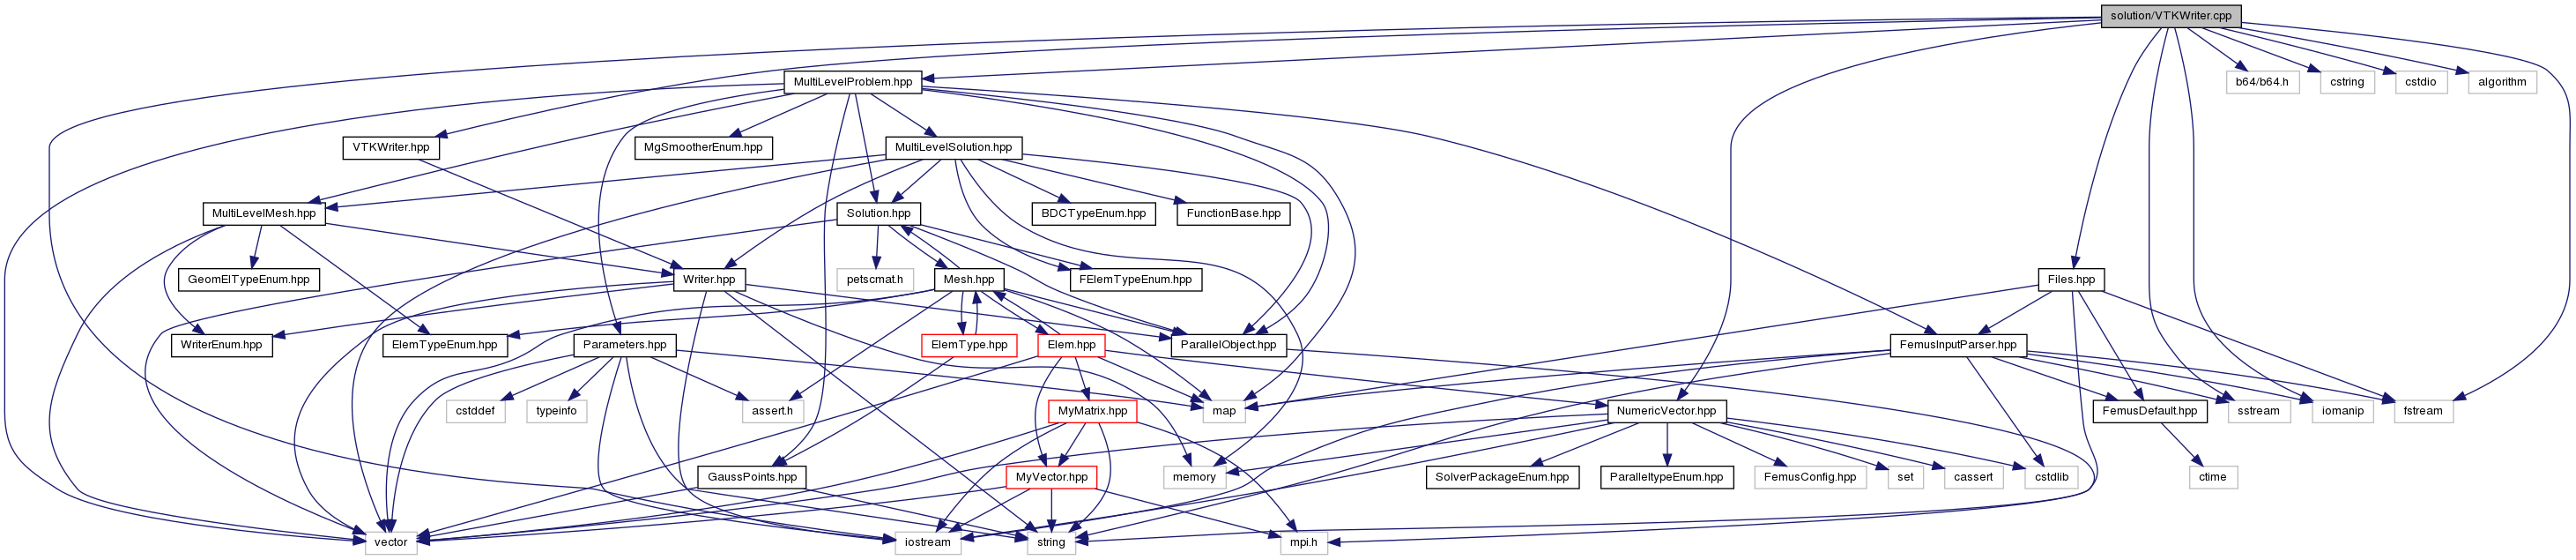 solution/VTKWriter.cpp
MultiLevelProblem.hpp
b64/b64.h
cstring
cstdio
algorithm
VTKWriter.hpp
MgSmootherEnum.hpp
MultiLevelSolution.hpp
MultiLevelMesh.hpp
Solution.hpp
BDCTypeEnum.hpp
FunctionBase.hpp
GeomElTypeEnum.hpp
Writer.hpp
petscmat.h
Mesh.hpp
FElemTypeEnum.hpp
Files.hpp
WriterEnum.hpp
ElemTypeEnum.hpp
Parameters.hpp
ElemType.hpp
Elem.hpp
ParallelObject.hpp
FemusInputParser.hpp
cstddef
typeinfo
assert.h
MyMatrix.hpp
map
NumericVector.hpp
FemusDefault.hpp
sstream
iomanip
fstream
GaussPoints.hpp
MyVector.hpp
memory
SolverPackageEnum.hpp
ParalleltypeEnum.hpp
FemusConfig.hpp
set
cassert
cstdlib
ctime
vector
iostream
string
mpi.h